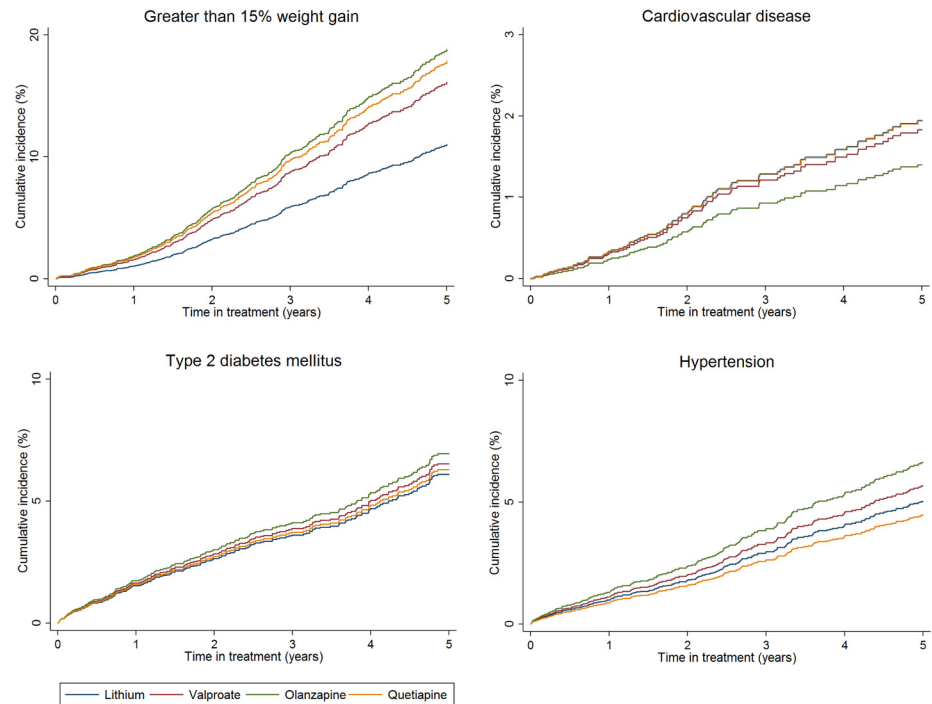 Greater than 15% weight gain
Cumulative incidence (%)
20
10
0
0 1 2 3 4 5
Time in treatment (years)
Cardiovascular disease
Cumulative incidence (%)
3
2
1
0
0 1 2 3 4 5
Time in treatment (years)
Type 2 diabetes mellitus
Cumulative incidence (%)
10
5
0
0 1 2 3 4 5
Time in treatment (years)
Hypertension
Cumulative incidence (%)
10
5
0
0 1 2 3 4 5
Time in treatment (years)
Lithium Valproate Olanzapine Quetiapine